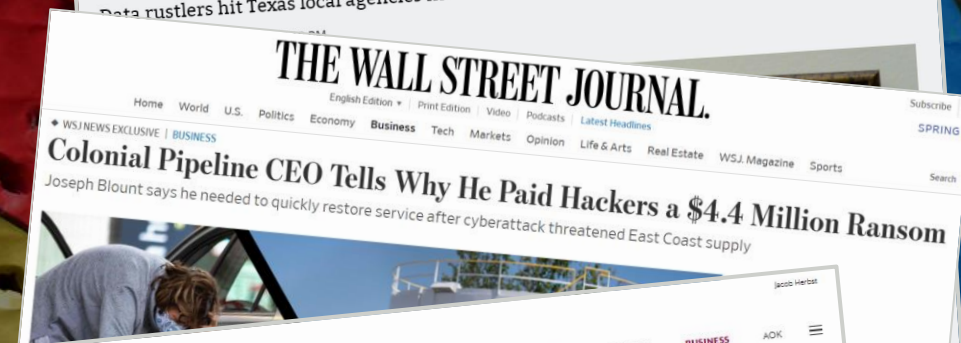 Data rustlers hit Texas local agencies
THE WALL STREET JOURNAL.
English Edition ▾ | Print Edition | Video | Podcasts | Latest Headlines
Subscribe
SPRING
Home World U.S. Politics Economy Business Tech Markets Opinion Life & Arts Real Estate WSJ. Magazine Sports
Search
◆ WSJ NEWS EXCLUSIVE | BUSINESS
Colonial Pipeline CEO Tells Why He Paid Hackers a $4.4 Million Ransom
Joseph Blount says he needed to quickly restore service after cyberattack threatened East Coast supply
Jacob Herbst
BUSINESS AOK